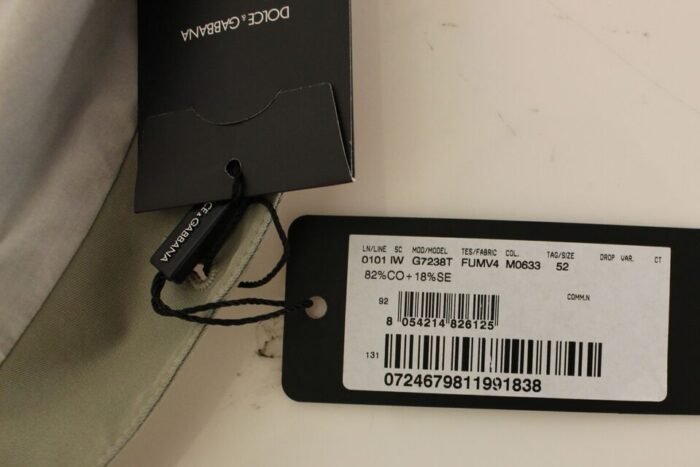 DOLCE & GABBANA
CE & GABBANA
LN/LINE SC MOD/MODEL TES/FABRIC COL. TAG/SIZE DROP VAR. CT
0101 IW G7238T FUMV4 M0633 52
82%CO+18%SE
COMM.N
92
8 054214 826125
131
0724679811991838